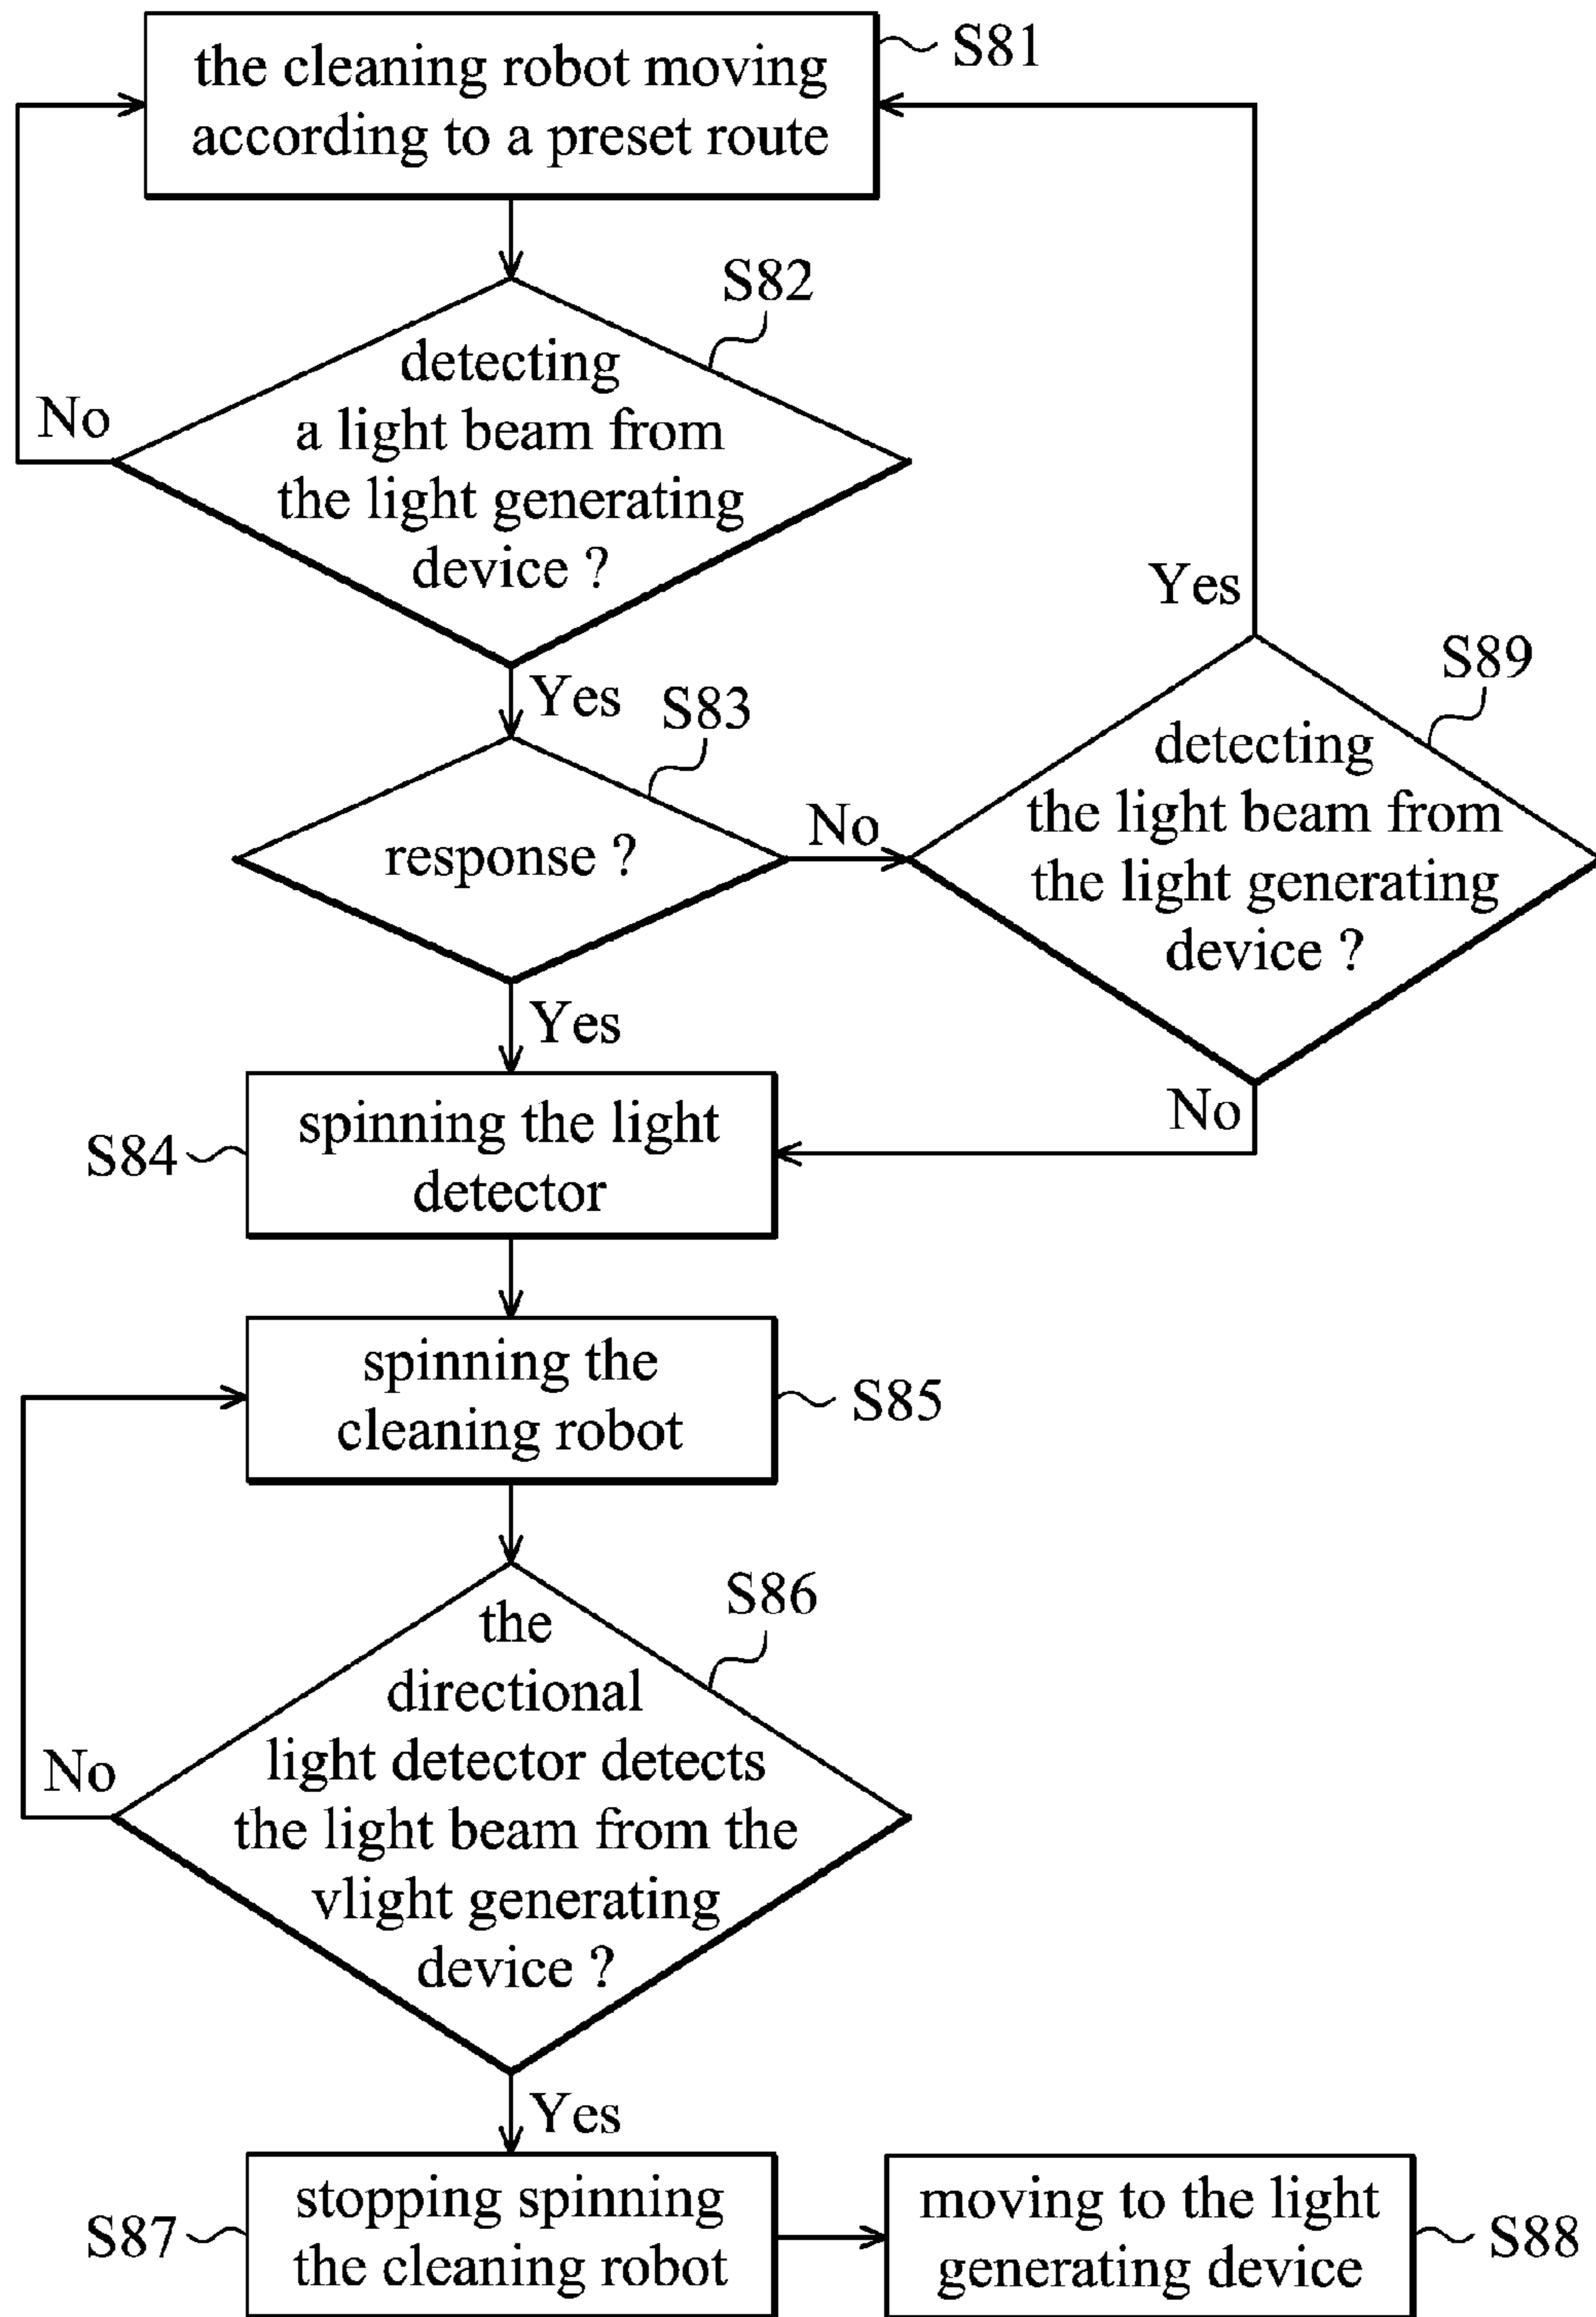 the cleaning robot moving
according to a preset route
S81
S82
detecting
a light beam from
the light generating
device ?
No
Yes
S83
response ?
No
Yes
S89
detecting
the light beam from
the light generating
device ?
Yes
No
S84
spinning the light
detector
spinning the
cleaning robot
S85
S86
the
directional
light detector detects
the light beam from the
vlight generating
device ?
No
Yes
S87
stopping spinning
the cleaning robot
moving to the light
generating device
S88